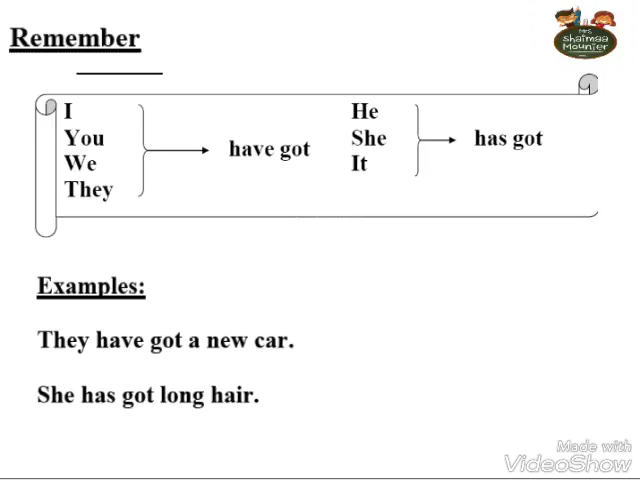 Remember
Mrs
Shaimaa
Mounier
I
You
We
They
have got
He
She
It
has got
Examples:
They have got a new car.
She has got long hair.
Made with
VideoShow